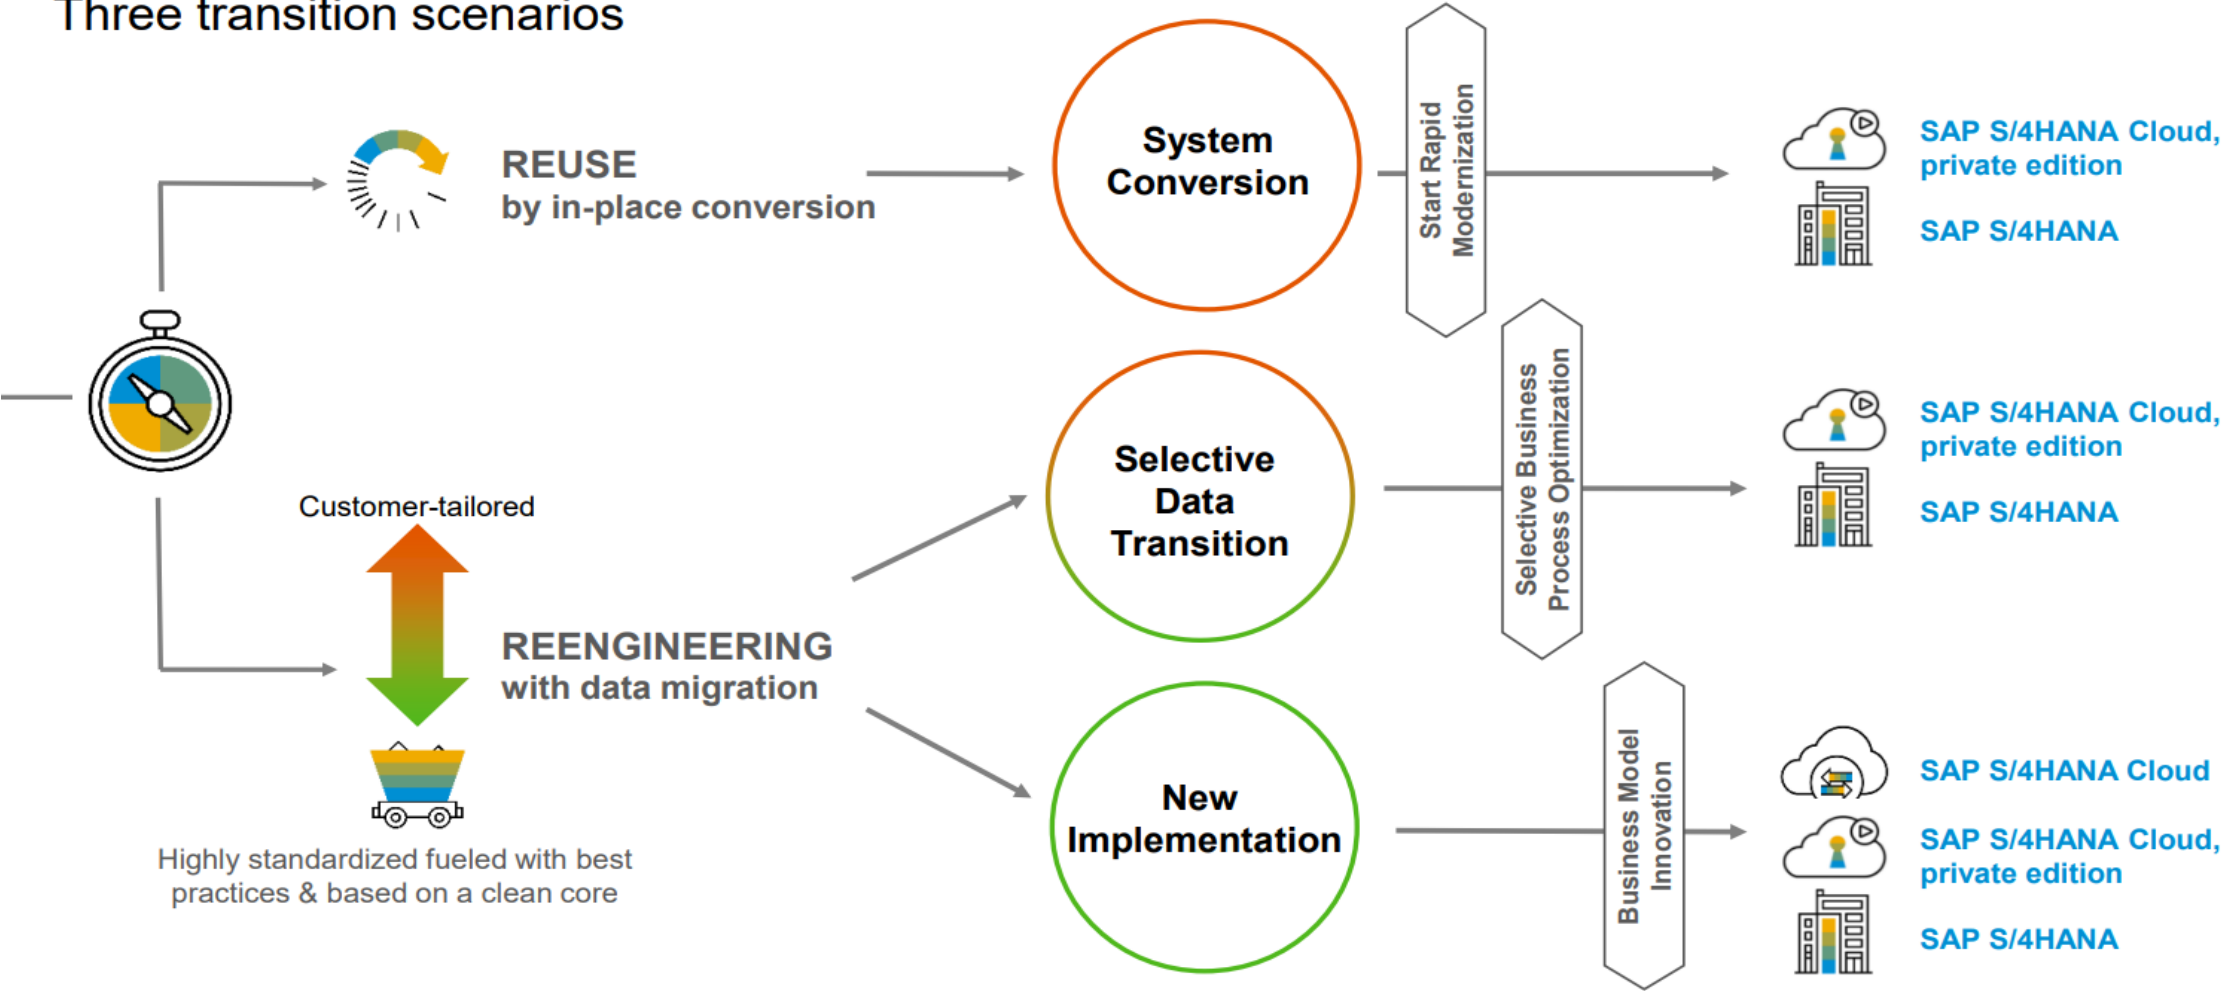 Three transition scenarios
REUSE
by in-place conversion
System
Conversion
Start Rapid
Modernization
SAP S/4HANA Cloud,
private edition
SAP S/4HANA
Customer-tailored
REENGINEERING
with data migration
Highly standardized fueled with best
practices & based on a clean core
Selective
Data
Transition
Selective Business
Process Optimization
SAP S/4HANA Cloud,
private edition
SAP S/4HANA
New
Implementation
Business Model
Innovation
SAP S/4HANA Cloud
SAP S/4HANA Cloud,
private edition
SAP S/4HANA